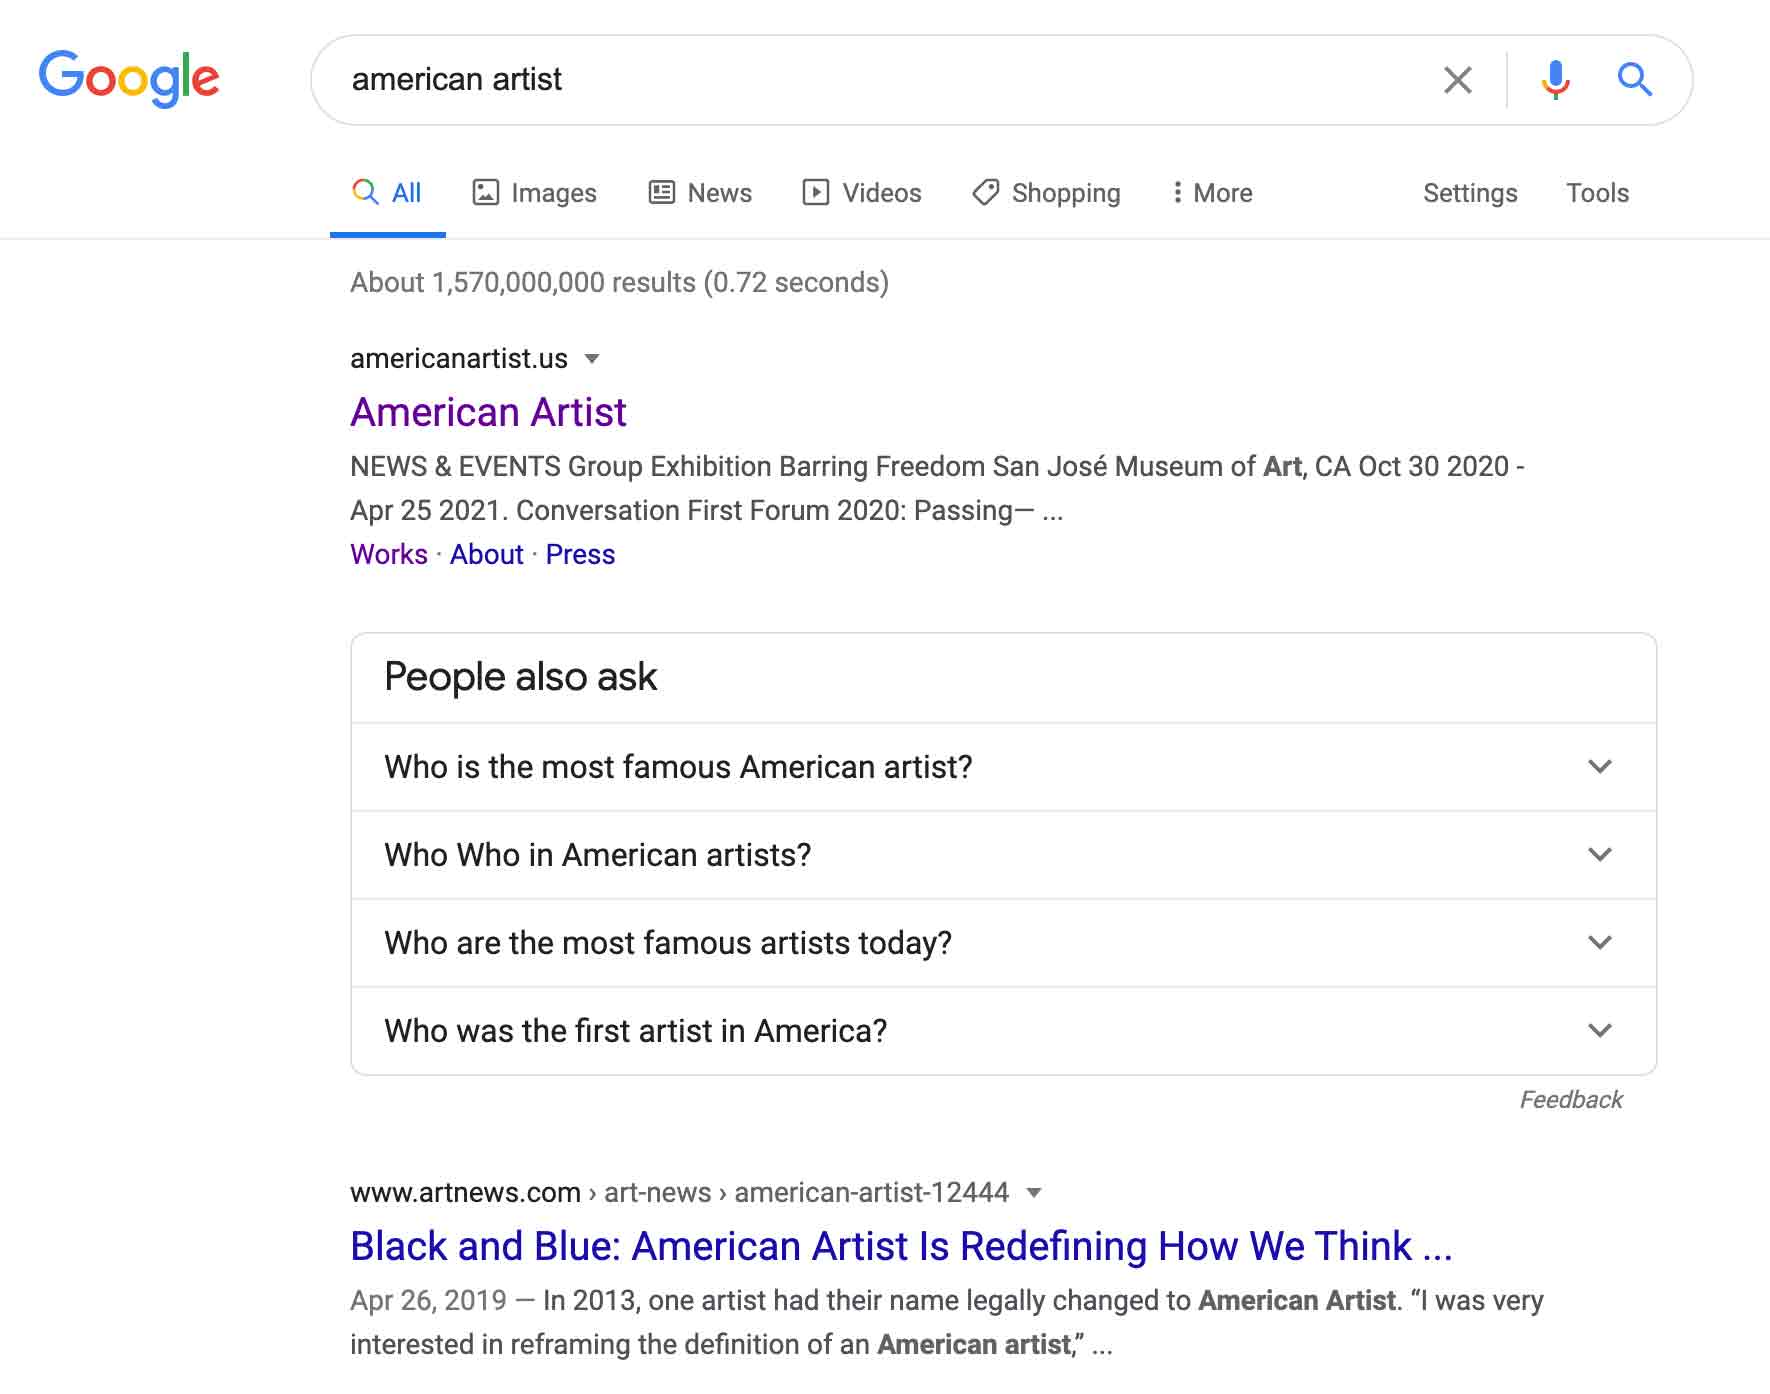 Google
american artist
All
Images
News
Videos
Shopping
More
Settings
Tools
About 1,570,000,000 results (0.72 seconds)
americanartist.us
American Artist
NEWS & EVENTS Group Exhibition Barring Freedom San José Museum of Art, CA Oct 30 2020 -
Apr 25 2021. Conversation First Forum 2020: Passing— ...
Works · About · Press
People also ask
Who is the most famous American artist?
Who Who in American artists?
Who are the most famous artists today?
Who was the first artist in America?
Feedback
www.artnews.com › art-news › american-artist-12444
Black and Blue: American Artist Is Redefining How We Think ...
Apr 26, 2019 — In 2013, one artist had their name legally changed to American Artist. “I was very
interested in reframing the definition of an American artist,” ...